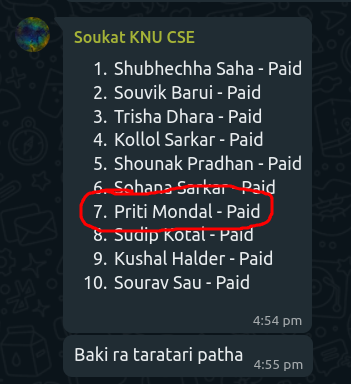 Soukat KNU CSE
1. Shubhechha Saha - Paid
2. Souvik Barui - Paid
3. Trisha Dhara - Paid
4. Kollol Sarkar - Paid
5. Shounak Pradhan - Paid
6. Sohana Sarkar - Paid
7. Priti Mondal - Paid
8. Sudip Kotal - Paid
9. Kushal Halder - Paid
10. Sourav Sau - Paid
4:54 pm
Baki ra taratari patha 4:55 pm